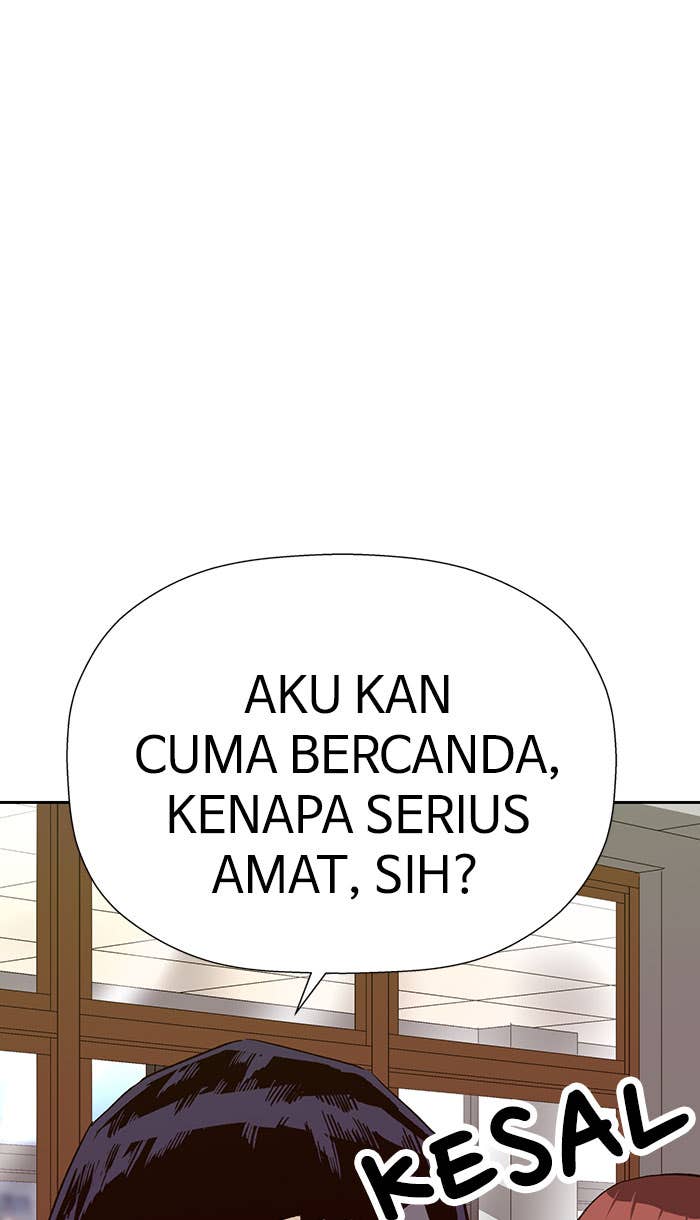 AKU KAN
CUMA BERCANDA,
KENAPA SERIUS
AMAT, SIH?
KESAL